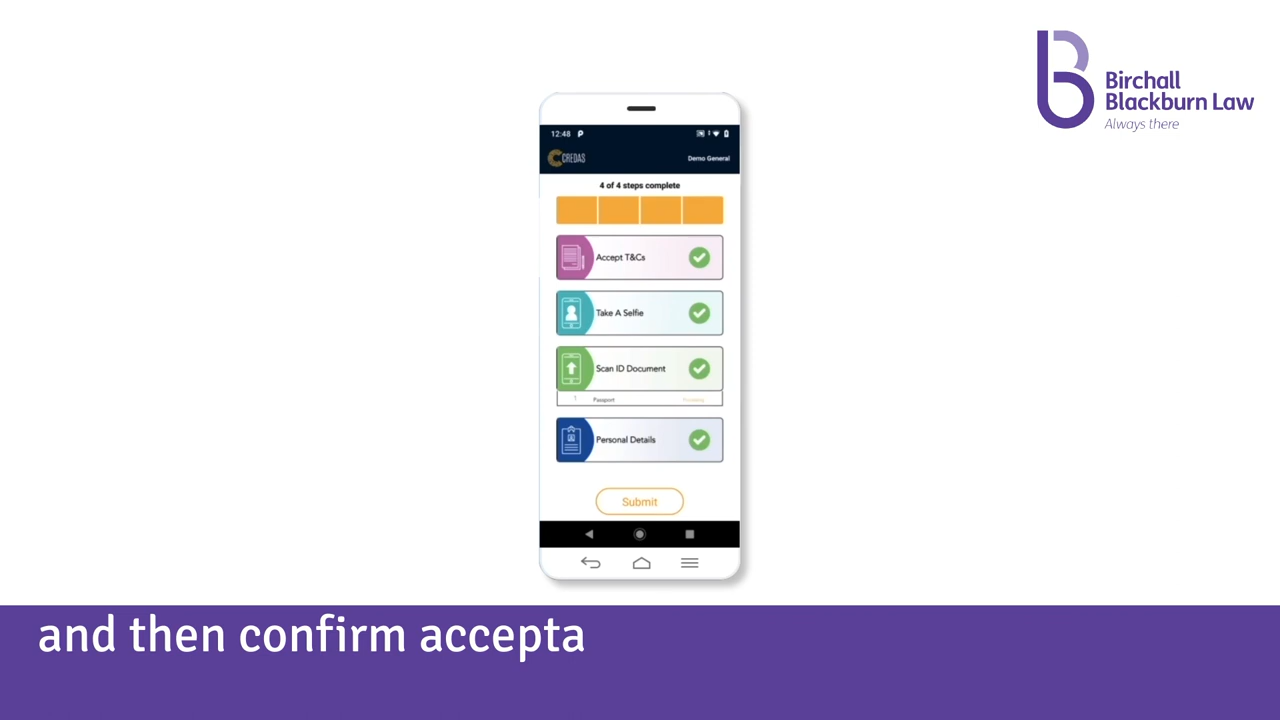 Birchall
Blackburn Law
Always there
12:48
CREDAS
Demo General
4 of 4 steps complete
Accept T&Cs
Take A Selfie
Scan ID Document
1 Passport
Personal Details
Submit
and then confirm accepta